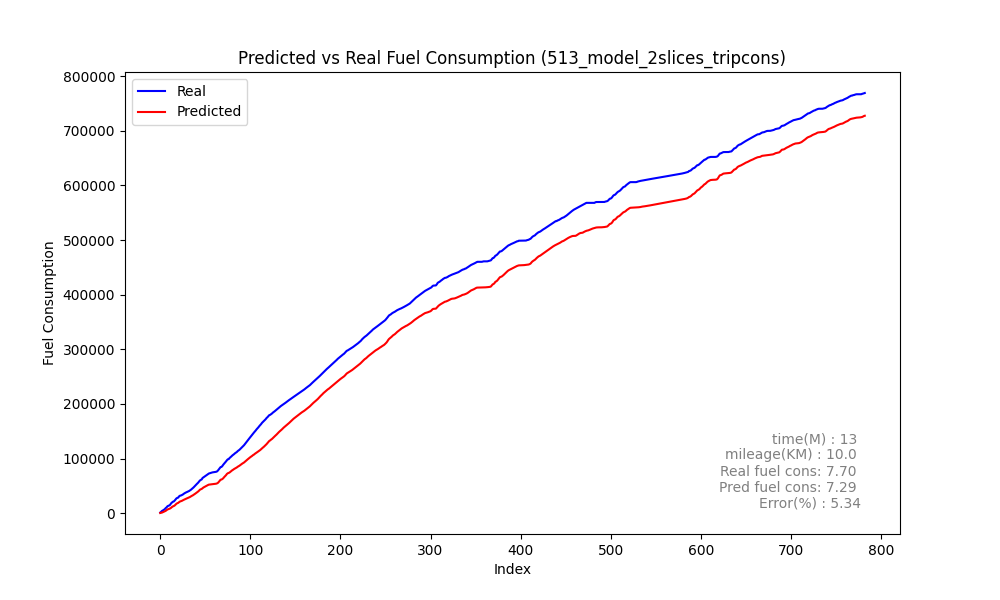 Predicted vs Real Fuel Consumption (513_model_2slices_tripcons)
Real
Predicted
800000
700000
600000
500000
400000
300000
200000
100000
0
Fuel Consumption
time(M) : 13
mileage(KM) : 10.0
Real fuel cons: 7.70
Pred fuel cons: 7.29
Error(%) : 5.34
0 100 200 300 400 500 600 700 800
Index